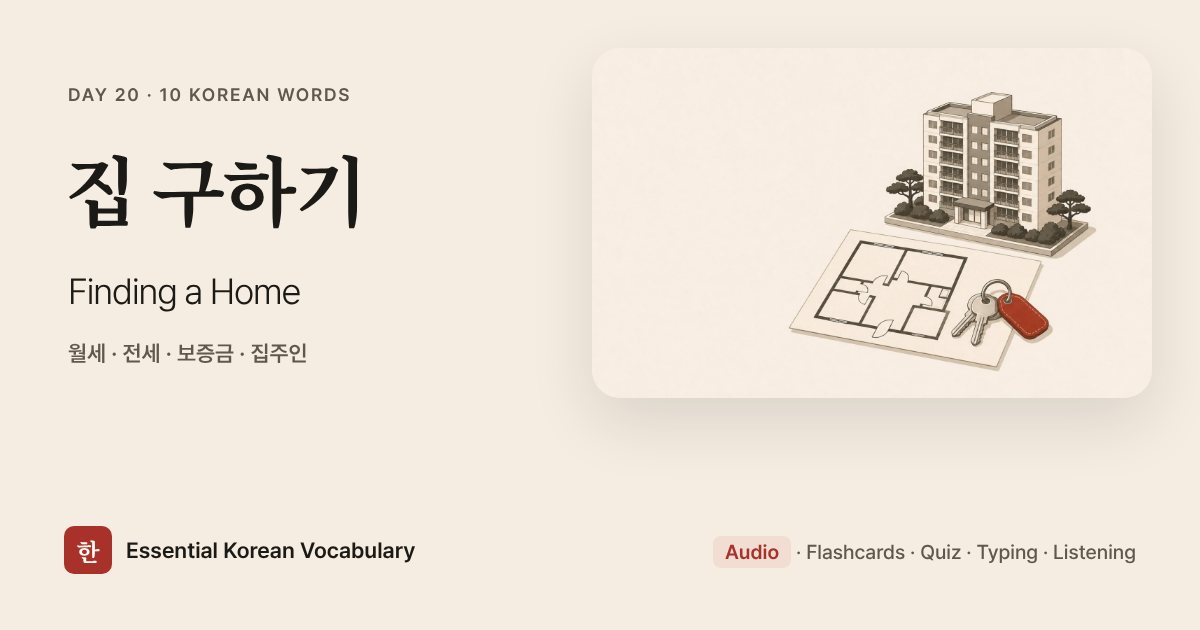 DAY 20 · 10 KOREAN WORDS
집 구하기
Finding a Home
월세 · 전세 · 보증금 · 집주인
한 Essential Korean Vocabulary
Audio · Flashcards · Quiz · Typing · Listening